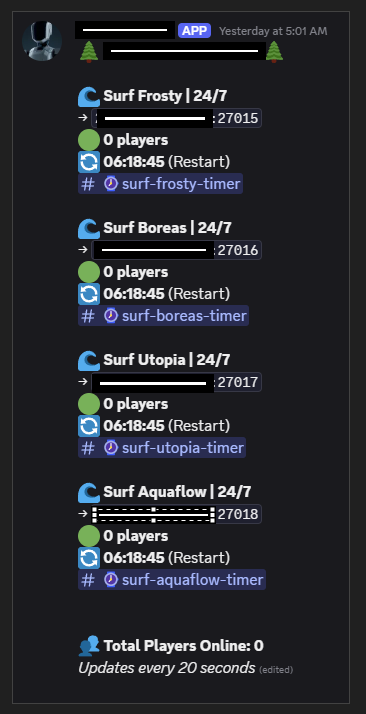 APP Yesterday at 5:01 AM
Surf Frosty | 24/7
→ :27015
0 players
06:18:45 (Restart)
# surf-frosty-timer
Surf Boreas | 24/7
→ :27016
0 players
06:18:45 (Restart)
# surf-boreas-timer
Surf Utopia | 24/7
→ :27017
0 players
06:18:45 (Restart)
# surf-utopia-timer
Surf Aquaflow | 24/7
→ 27018
0 players
06:18:45 (Restart)
# surf-aquaflow-timer
Total Players Online: 0
Updates every 20 seconds (edited)